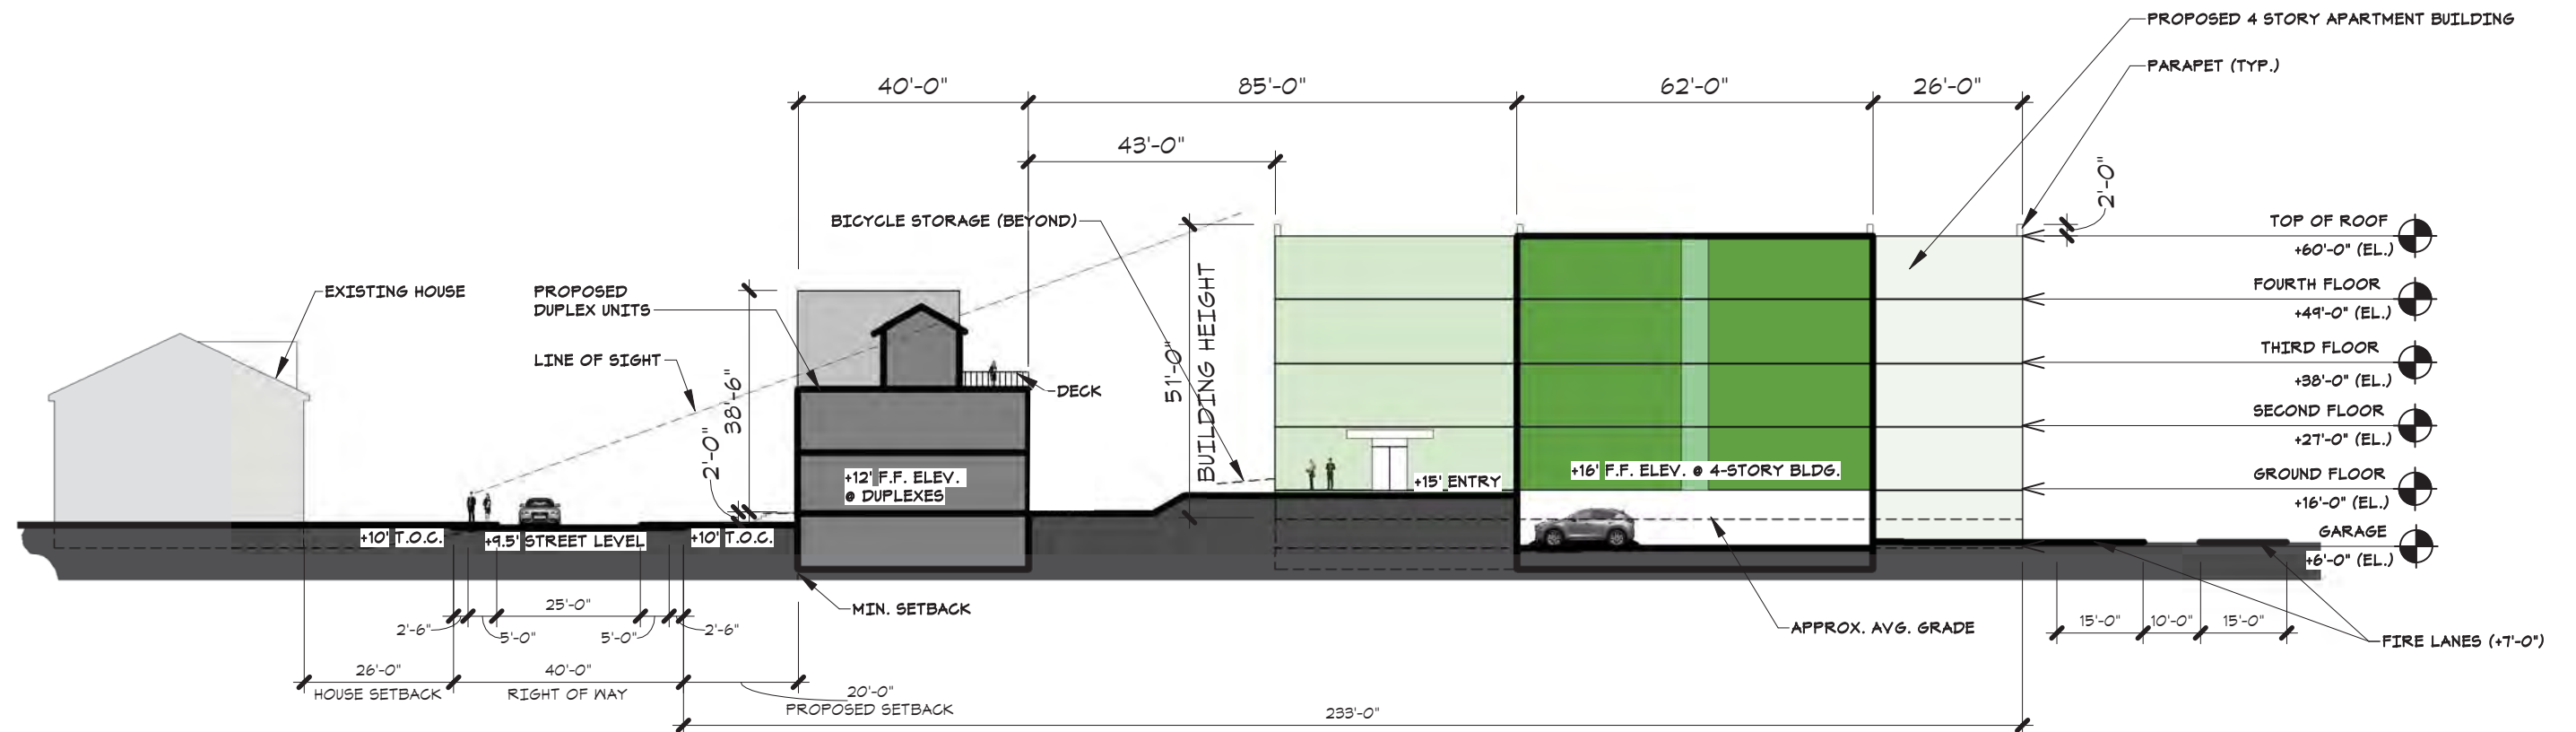 PROPOSED 4 STORY APARTMENT BUILDING
PARAPET (TYP.)
40'-0"
85'-0"
62'-0"
26'-0"
43'-0"
2'-0"
BICYCLE STORAGE (BEYOND)
TOP OF ROOF
+60'-0" (EL.)
EXISTING HOUSE
PROPOSED
DUPLEX UNITS
FOURTH FLOOR
+49'-0" (EL.)
LINE OF SIGHT
38'-6"
51'-0"
BUILDING HEIGHT
DECK
THIRD FLOOR
+38'-0" (EL.)
SECOND FLOOR
+27'-0" (EL.)
2'-0"
+12' F.F. ELEV.
@ DUPLEXES
+15' ENTRY
+16' F.F. ELEV. @ 4-STORY BLDG.
GROUND FLOOR
+16'-0" (EL.)
+10' T.O.C.
+9.5' STREET LEVEL
+10' T.O.C.
GARAGE
+6'-0" (EL.)
MIN. SETBACK
APPROX. AVG. GRADE
25'-0"
2'-6"
5'-0"
5'-0"
2'-6"
15'-0"
10'-0"
15'-0"
FIRE LANES (+7'-0")
26'-0"
HOUSE SETBACK
40'-0"
RIGHT OF WAY
20'-0"
PROPOSED SETBACK
233'-0"